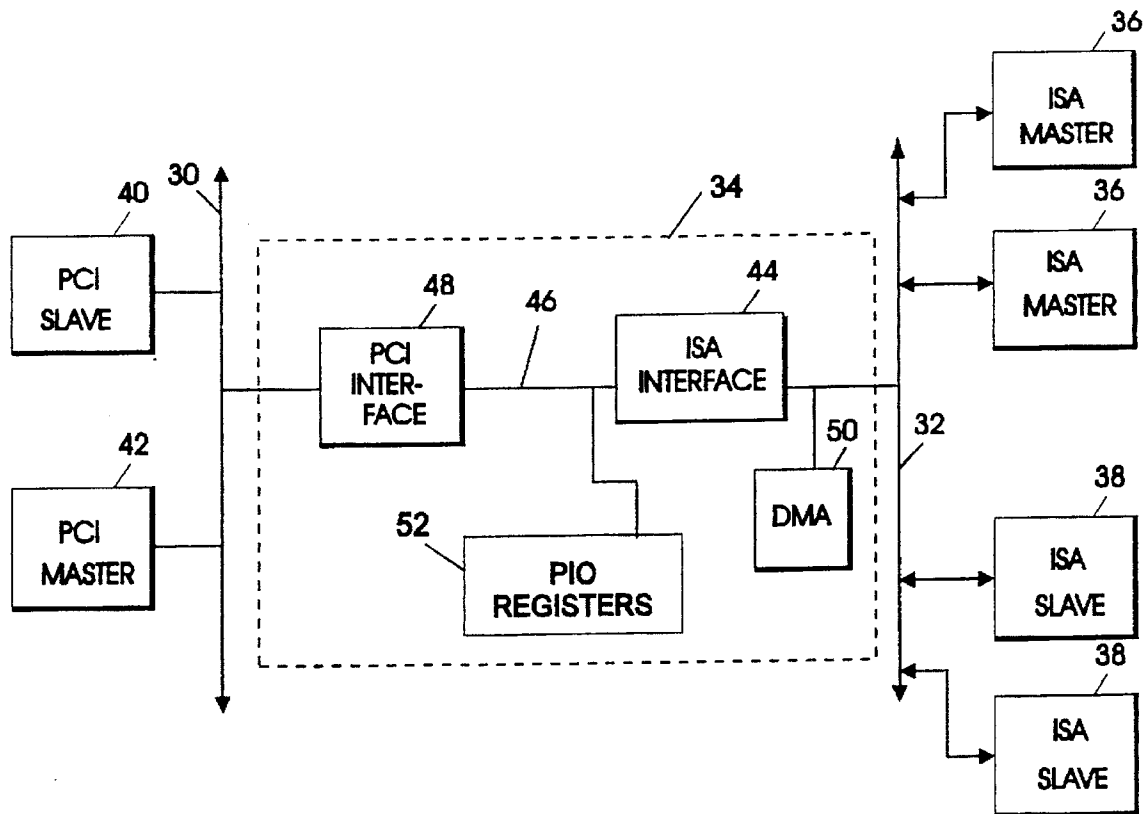 36
ISA
MASTER
30
34
40
36
PCI
SLAVE
ISA
MASTER
48
46
44
PCI
INTER-
FACE
ISA
INTERFACE
32
42
50
38
PCI
MASTER
DMA
52
PIO
REGISTERS
ISA
SLAVE
38
ISA
SLAVE